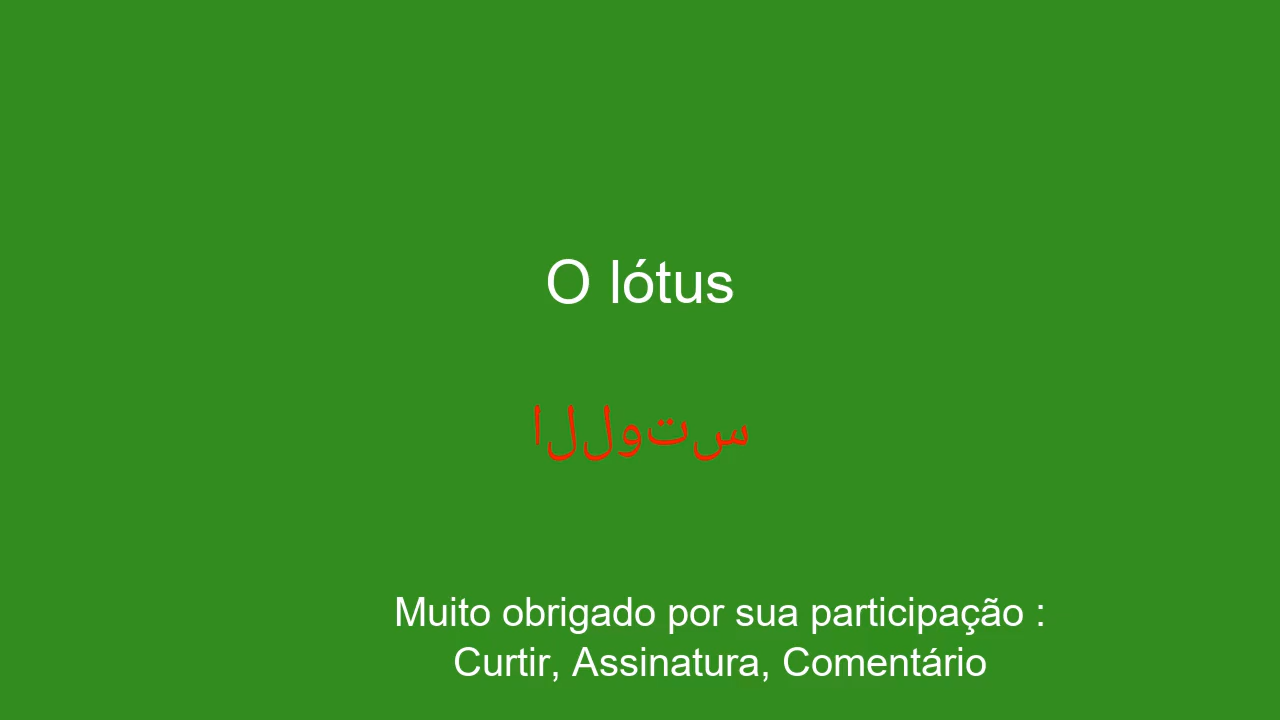 O lótus
اللوتس
Muito obrigado por sua participação :
Curtir, Assinatura, Comentário